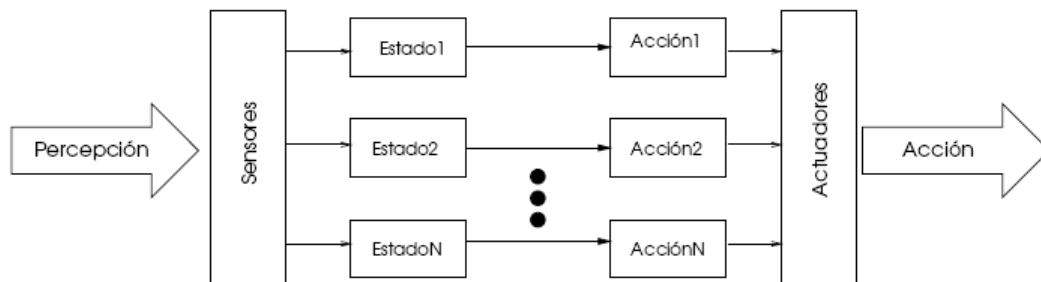 Percepción
Sensores
Estado1
Acción1
Estado2
Acción2
EstadoN
AcciónN
Actuadores
Acción